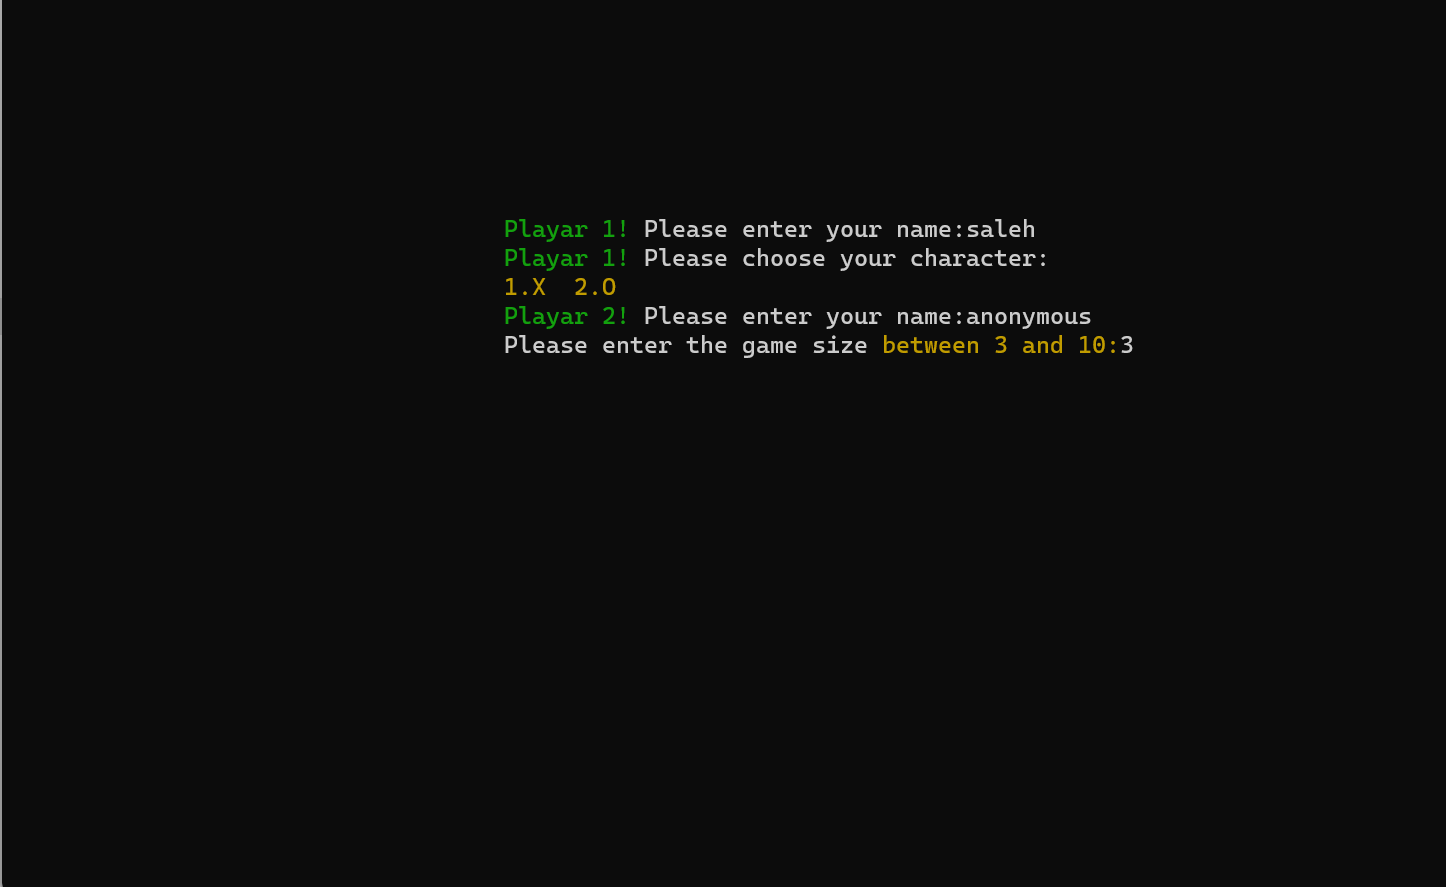 Playar 1! Please enter your name:saleh
Playar 1! Please choose your character:
1.X  2.O
Playar 2! Please enter your name:anonymous
Please enter the game size between 3 and 10:3